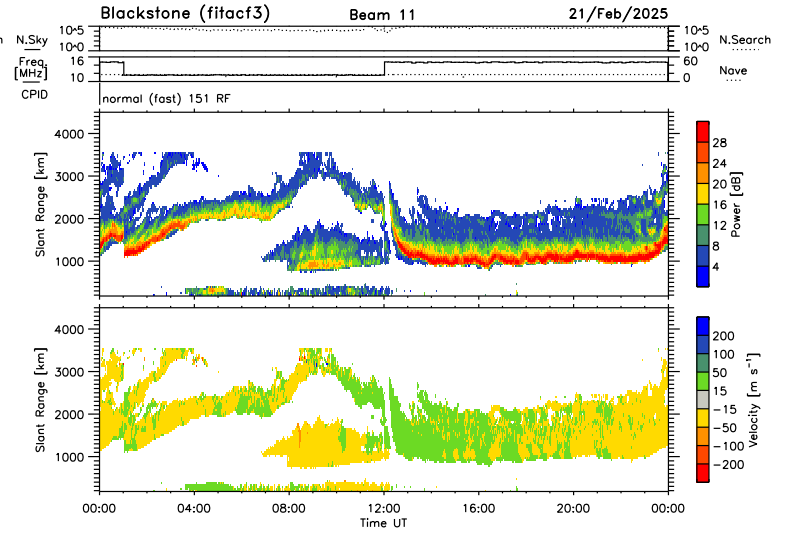 Blackstone (fitacf3) Beam 11 21/Feb/2025
n N.Sky 10^5 10^5 N.Search
10^0 10^0
Freq. 16 60
[MHz] 10 0 Nave
CPID normal (fast) 151 RF
Slant Range [km]
4000
3000
2000
1000
28
24
20
16
12
8
4
Power [dB]
Slant Range [km]
4000
3000
2000
1000
200
100
50
15
-15
-50
-100
-200
Velocity [m s^-1]
00:00 04:00 08:00 12:00 16:00 20:00 00:00
Time UT